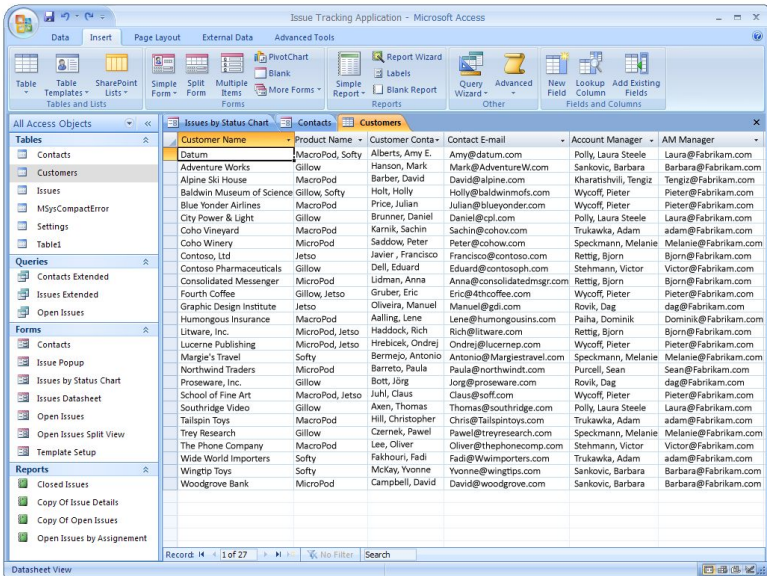 Issue Tracking Application - Microsoft Access
Data Insert Page Layout External Data Advanced Tools
Table
Table Templates
SharePoint Lists
Tables and Lists
Simple Form
Split Form
Multiple Items
PivotChart
Blank
More Forms
Forms
Simple Report
Report Wizard
Labels
Blank Report
Reports
Query Wizard
Advanced
Other
New Field
Lookup Column
Add Existing Fields
Fields and Columns
All Access Objects «
Tables
Contacts
Customers
Issues
MSysCompactError
Settings
Table1
Queries
Contacts Extended
Issues Extended
Open Issues
Forms
Contacts
Issue Popup
Issues by Status Chart
Issues Datasheet
Open Issues
Open Issues Split View
Template Setup
Reports
Closed Issues
Copy Of Issue Details
Copy Of Open Issues
Open Issues by Assignement
Issues by Status Chart Contacts Customers
Customer Name Product Name Customer Conta Contact E-mail Account Manager AM Manager
Datum MacroPod, Softy Alberts, Amy E. Amy@datum.com Polly, Laura Steele Laura@Fabrikam.com
Adventure Works Gillow Hanson, Mark Mark@AdventureW.com Sankovic, Barbara Barbara@Fabrikam.com
Alpine Ski House MacroPod Barber, David David@alpine.com Kharatishvili, Tengiz Tengiz@Fabrikam.com
Baldwin Museum of Science Gillow, Softy Holt, Holly Holly@baldwinmofs.com Wycoff, Pieter Pieter@Fabrikam.com
Blue Yonder Airlines MacroPod Price, Julian Julian@blueyonder.com Wycoff, Pieter Pieter@Fabrikam.com
City Power & Light Gillow Brunner, Daniel Daniel@cpl.com Polly, Laura Steele Laura@Fabrikam.com
Coho Vineyard MacroPod Karnik, Sachin Sachin@cohov.com Trukawka, Adam adam@Fabrikam.com
Coho Winery MicroPod Saddow, Peter Peter@cohow.com Speckmann, Melanie Melanie@Fabrikam.com
Contoso, Ltd Jetso Javier , Francisco Francisco@contoso.com Rettig, Bjorn Bjorn@Fabrikam.com
Contoso Pharmaceuticals Gillow Dell, Eduard Eduard@contosoph.com Stehmann, Victor Victor@Fabrikam.com
Consolidated Messenger MicroPod Lidman, Anna Anna@consolidatedmsgr.com Rettig, Bjorn Bjorn@Fabrikam.com
Fourth Coffee Gillow, Jetso Gruber, Eric Eric@4thcoffee.com Wycoff, Pieter Pieter@Fabrikam.com
Graphic Design Institute Jetso Oliveira, Manuel Manuel@gdi.com Rovik, Dag dag@Fabrikam.com
Humongous Insurance MacroPod Aalling, Lene Lene@humongousins.com Paiha, Dominik Dominik@Fabrikam.com
Litware, Inc. MicroPod, Jetso Haddock, Rich Rich@litware.com Rettig, Bjorn Bjorn@Fabrikam.com
Lucerne Publishing MicroPod, Jetso Hrebicek, Ondrej Ondrej@lucernep.com Wycoff, Pieter Pieter@Fabrikam.com
Margie's Travel Softy Bermejo, Antonio Antonio@Margiestravel.com Speckmann, Melanie Melanie@Fabrikam.com
Northwind Traders MicroPod Barreto, Paula Paula@northwindt.com Purcell, Sean Sean@Fabrikam.com
Proseware, Inc. Gillow Bott, Jörg Jorg@proseware.com Rovik, Dag dag@Fabrikam.com
School of Fine Art MacroPod, Jetso Juhl, Claus Claus@soff.com Wycoff, Pieter Pieter@Fabrikam.com
Southridge Video Gillow Axen, Thomas Thomas@southridge.com Polly, Laura Steele Laura@Fabrikam.com
Tailspin Toys MacroPod Hill, Christopher Chris@Tailspintoys.com Trukawka, Adam adam@Fabrikam.com
Trey Research Gillow Czernek, Pawel Pawel@treyresearch.com Speckmann, Melanie Melanie@Fabrikam.com
The Phone Company MacroPod Lee, Oliver Oliver@thephonecomp.com Stehmann, Victor Victor@Fabrikam.com
Wide World Importers Softy Fakhouri, Fadi Fadi@Wwimporters.com Trukawka, Adam adam@Fabrikam.com
Wingtip Toys Softy McKay, Yvonne Yvonne@wingtips.com Sankovic, Barbara Barbara@Fabrikam.com
Woodgrove Bank MicroPod Campbell, David David@woodgrove.com Sankovic, Barbara Barbara@Fabrikam.com
Record: 1 of 27 No Filter Search
Datasheet View